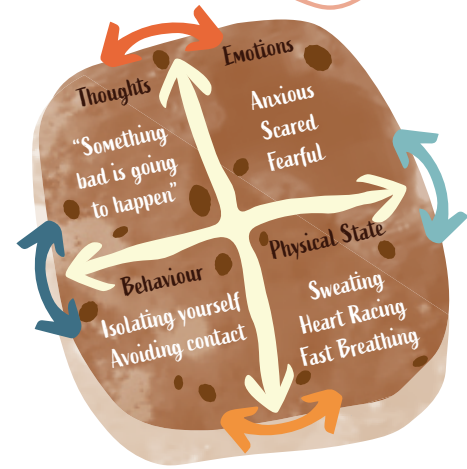 Thoughts
"Something
bad is going
to happen"
Emotions
Anxious
Scared
Fearful
Behaviour
Isolating yourself
Avoiding contact
Physical State
Sweating
Heart Racing
Fast Breathing